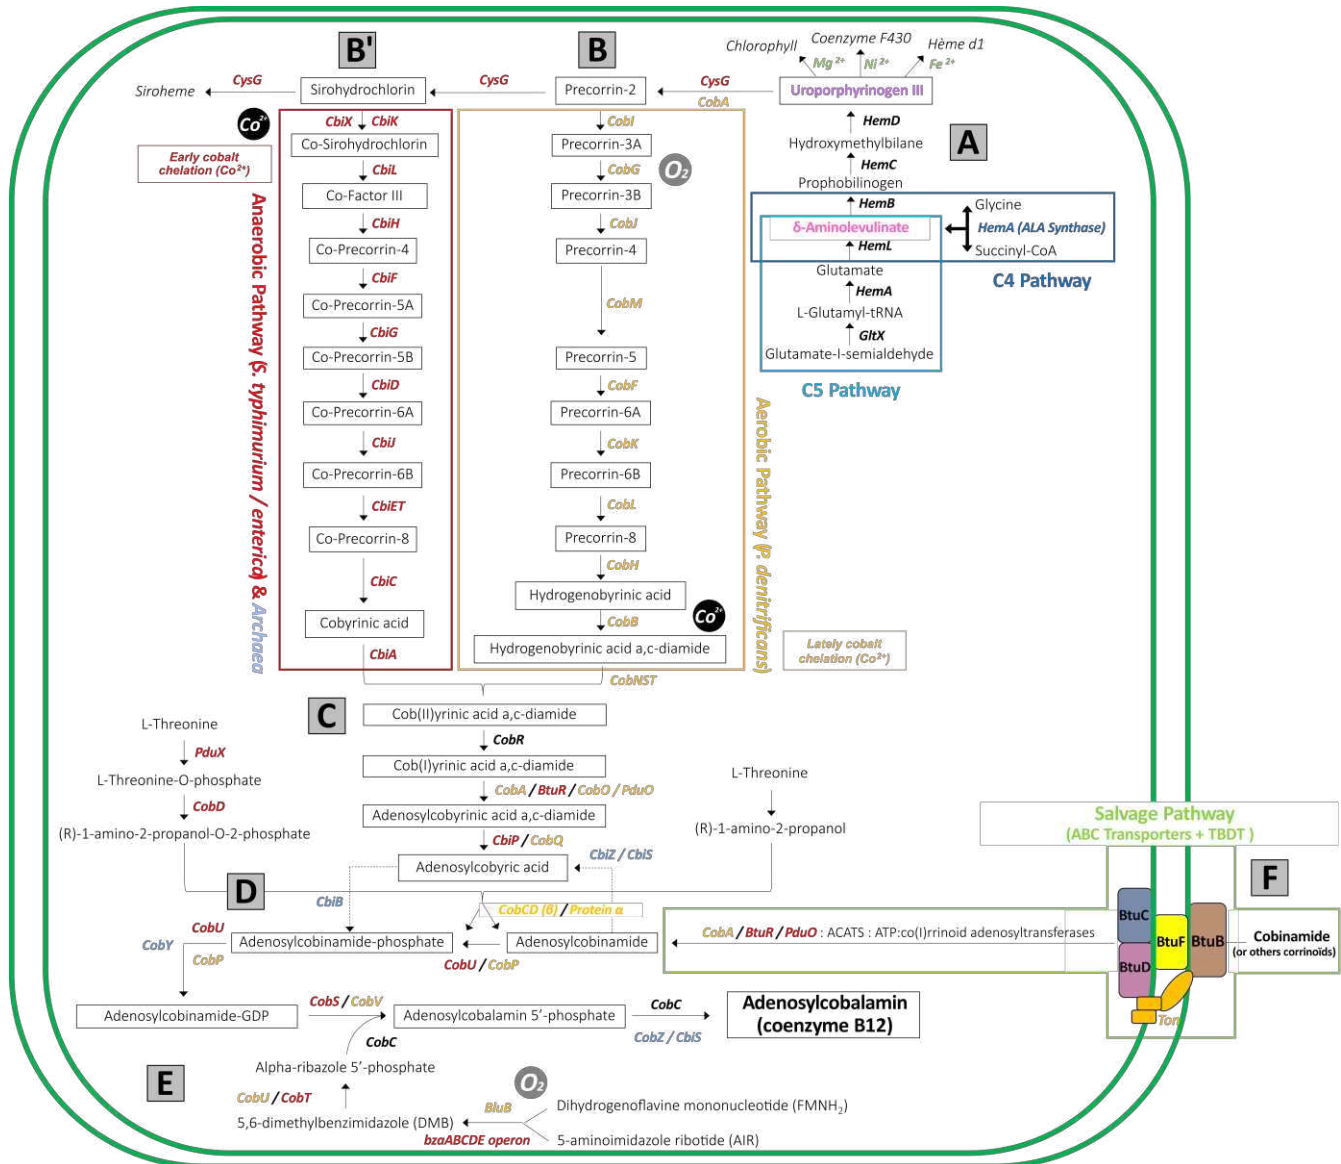 B'
B
Chlorophyll
Coenzyme F430
Hème d1
Mg 2+
Ni 2+
Fe 2+
Siroheme
CysG
Sirohydrochlorin
CysG
Precorrin-2
CysG
CobA
Uroporphyrinogen III
A
HemD
Hydroxymethylbilane
HemC
Prophobilinogen
HemB
Glycine
δ-Aminolevulinate
HemA (ALA Synthase)
HemL
Succinyl-CoA
Glutamate
C4 Pathway
HemA
L-Glutamyl-tRNA
GltX
Glutamate-I-semialdehyde
C5 Pathway
Co2+
Early cobalt
chelation (Co2+)
Anaerobic Pathway (S. typhimurium / enterica) & Archaea
CbiX
CbiK
Co-Sirohydrochlorin
CbiL
Co-Factor III
CbiH
Co-Precorrin-4
CbiF
Co-Precorrin-5A
CbiG
Co-Precorrin-5B
CbiD
Co-Precorrin-6A
CbiJ
Co-Precorrin-6B
CbiET
Co-Precorrin-8
CbiC
Cobyrinic acid
CbiA
CobI
Precorrin-3A
CobG
O2
Precorrin-3B
CobJ
Precorrin-4
CobM
Precorrin-5
CobF
Precorrin-6A
CobK
Precorrin-6B
CobL
Precorrin-8
CobH
Hydrogenobyrinic acid
CobB
Co2+
Hydrogenobyrinic acid a,c-diamide
CobNST
Aerobic Pathway (P. denitrificans)
Lately cobalt
chelation (Co2+)
C
Cob(II)yrinic acid a,c-diamide
CobR
Cob(I)yrinic acid a,c-diamide
CobA / BtuR / CobO / PduO
Adenosylcobyrinic acid a,c-diamide
CbiP / CobQ
Adenosylcobyric acid
CbiZ / CbiS
L-Threonine
PduX
L-Threonine-O-phosphate
CobD
(R)-1-amino-2-propanol-O-2-phosphate
L-Threonine
(R)-1-amino-2-propanol
D
CbiB
CobCD (6) / Protein α
CobU
CobY
CobP
Adenosylcobinamide-phosphate
CobU / CobP
Adenosylcobinamide
CobA / BtuR / PduO : ACATS : ATP:co(I)rrinoid adenosyltransferases
Salvage Pathway
(ABC Transporters + TBDT )
F
BtuC
BtuF
BtuB
BtuD
Ton
Cobinamide
(or others corrinoïds)
Adenosylcobinamide-GDP
CobS / CobV
Adenosylcobalamin 5'-phosphate
CobC
CobZ / CbiS
Adenosylcobalamin
(coenzyme B12)
CobC
Alpha-ribazole 5'-phosphate
E
CobU / CobT
5,6-dimethylbenzimidazole (DMB)
O2
BluB
bzaABCDE operon
Dihydrogenoflavine mononucleotide (FMNH2)
5-aminoimidazole ribotide (AIR)